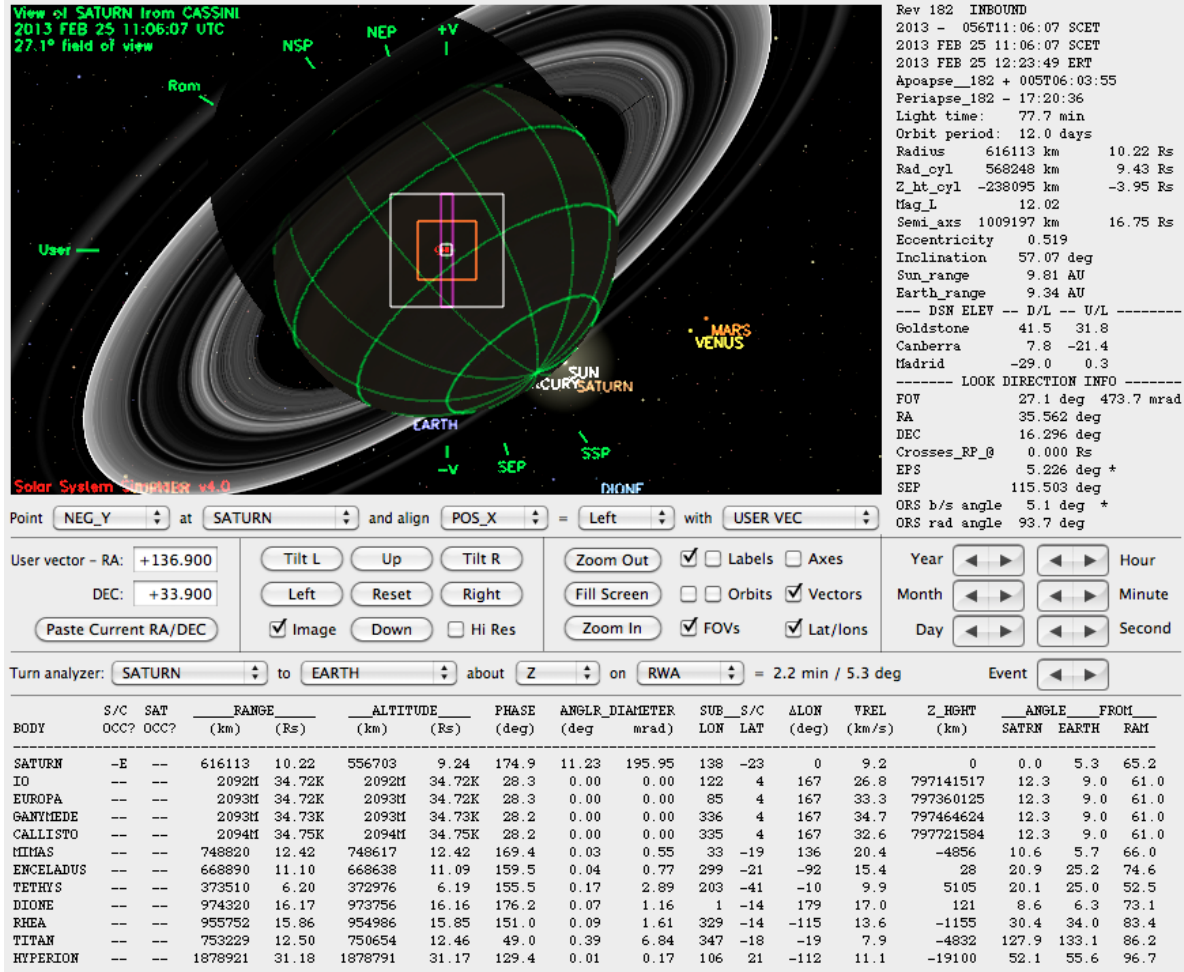 View of SATURN from CASSINI
2013 FEB 25 11:06:07 UTC
27.1° field of view
NSP
NEP
+V
Ram
User
MARS
VENUS
SUN
SATURN
EARTH
-V
SEP
SSP
DIONE
Solar System v4.0
Rev 182 INBOUND
2013 - 056T11:06:07 SCET
2013 FEB 25 11:06:07 SCET
2013 FEB 25 12:23:49 ERT
Apoapse__182 + 005T06:03:55
Periapse_182 - 17:20:36
Light time: 77.7 min
Orbit period: 12.0 days
Radius 616113 km 10.22 Rs
Rad_cyl 568248 km 9.43 Rs
Z_ht_cyl -238095 km -3.95 Rs
Mag_L 12.02
Semi_axs 1009197 km 16.75 Rs
Eccentricity 0.519
Inclination 57.07 deg
Sun_range 9.81 AU
Earth_range 9.34 AU
--- DSN ELEV -- D/L -- U/L --------
Goldstone 41.5 31.8
Canberra 7.8 -21.4
Madrid -29.0 0.3
------- LOOK DIRECTION INFO -------
FOV 27.1 deg 473.7 mrad
RA 35.562 deg
DEC 16.296 deg
Crosses_RP_@ 0.000 Rs
EPS 5.226 deg *
SEP 115.503 deg
ORS b/s angle 5.1 deg *
ORS rad angle 93.7 deg
Point NEG_Y at SATURN and align POS_X = Left with USER VEC
User vector - RA: +136.900
DEC: +33.900
Paste Current RA/DEC
Tilt L Up Tilt R
Left Reset Right
Image Down Hi Res
Zoom Out Labels Axes
Fill Screen Orbits Vectors
Zoom In FOVs Lat/lons
Year Hour
Month Minute
Day Second
Turn analyzer: SATURN to EARTH about Z on RWA = 2.2 min / 5.3 deg Event
S/C SAT ____RANGE____ ____ALTITUDE____ PHASE ANGLR_DIAMETER SUB__S/C ΔLON VREL Z_HGHT ___ANGLE____FROM___
BODY OCC? OCC? (km) (Rs) (km) (Rs) (deg) (deg mrad) LON LAT (deg) (km/s) (km) SATRN EARTH RAM
SATURN -E -- 616113 10.22 556703 9.24 174.9 11.23 195.95 138 -23 0 9.2 0 0.0 5.3 65.2
IO -- -- 2092M 34.72K 2092M 34.72K 28.3 0.00 0.00 122 4 167 26.8 797141517 12.3 9.0 61.0
EUROPA -- -- 2093M 34.72K 2093M 34.72K 28.3 0.00 0.00 85 4 167 33.3 797360125 12.3 9.0 61.0
GANYMEDE -- -- 2093M 34.73K 2093M 34.73K 28.3 0.00 0.00 336 4 167 34.7 797464624 12.3 9.0 61.0
CALLISTO -- -- 2094M 34.75K 2094M 34.75K 28.2 0.00 0.00 335 4 167 32.6 797721584 12.3 9.0 61.0
MIMAS -- -- 748820 12.42 748617 12.42 169.4 0.03 0.55 33 -19 136 20.4 -4856 10.6 5.7 66.0
ENCELADUS -- -- 668890 11.10 668638 11.09 159.5 0.04 0.77 299 -21 -92 15.4 28 20.9 25.2 74.6
TETHYS -- -- 373510 6.20 372976 6.19 155.5 0.17 2.89 203 -41 -10 9.9 5105 20.1 25.0 52.5
DIONE -- -- 974320 16.17 973756 16.16 176.2 0.07 1.16 1 -14 179 17.0 121 8.6 6.3 73.1
RHEA -- -- 955752 15.86 954986 15.85 151.0 0.09 1.61 329 -14 -115 13.6 -1155 30.4 34.0 83.4
TITAN -- -- 753229 12.50 750654 12.46 49.0 0.39 6.84 347 -18 -19 7.9 -4832 127.9 133.1 86.2
HYPERION -- -- 1878921 31.18 1878791 31.17 129.4 0.01 0.17 106 21 -112 11.1 -19100 52.1 55.6 96.7